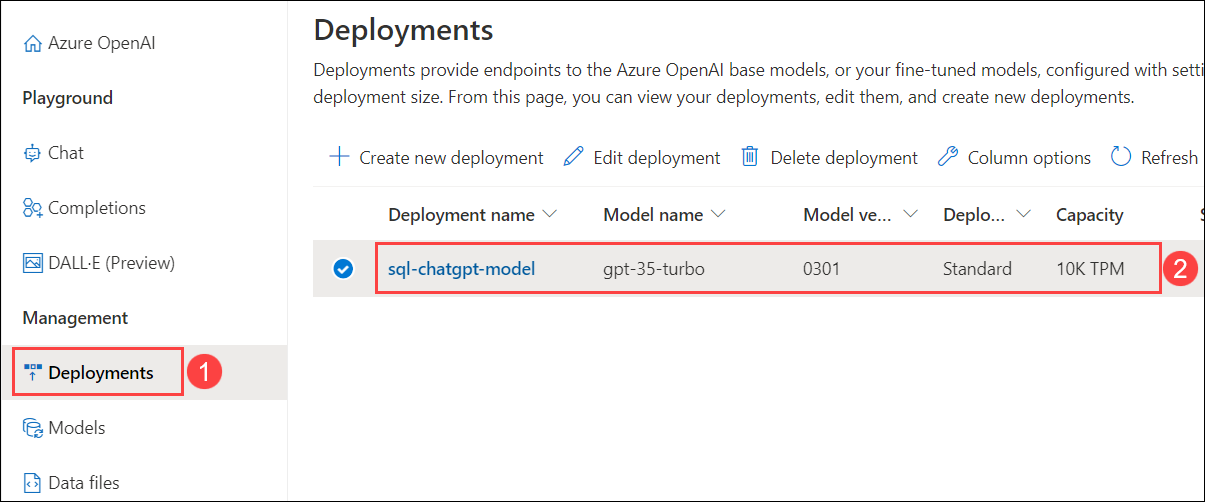 Azure OpenAI
Playground
Chat
Completions
DALL·E (Preview)
Management
Deployments
1
Models
Data files
Deployments
Deployments provide endpoints to the Azure OpenAI base models, or your fine-tuned models, configured with setti
deployment size. From this page, you can view your deployments, edit them, and create new deployments.
Create new deployment Edit deployment Delete deployment Column options Refresh
Deployment name Model name Model ve... Deplo... Capacity
sql-chatgpt-model gpt-35-turbo 0301 Standard 10K TPM 2